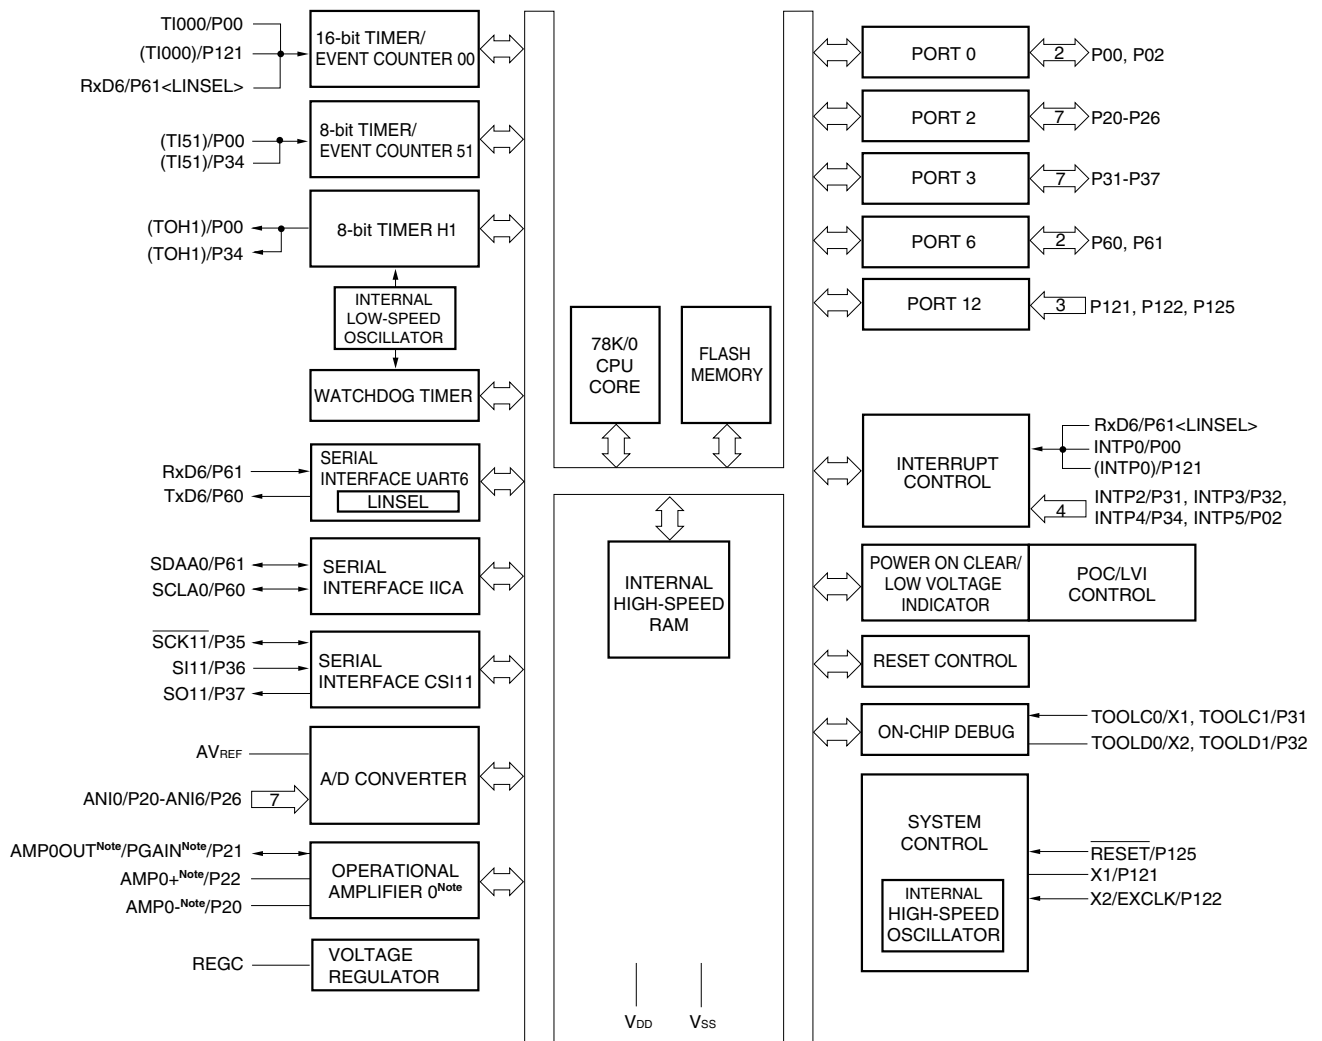 TI000/P00
(TI000)/P121
RxD6/P61<LINSEL>
16-bit TIMER/
EVENT COUNTER 00
(TI51)/P00
(TI51)/P34
8-bit TIMER/
EVENT COUNTER 51
(TOH1)/P00
(TOH1)/P34
8-bit TIMER H1
INTERNAL
LOW-SPEED
OSCILLATOR
WATCHDOG TIMER
RxD6/P61
TxD6/P60
SERIAL
INTERFACE UART6
LINSEL
SDAA0/P61
SCLA0/P60
SERIAL
INTERFACE IICA
SCK11/P35
SI11/P36
SO11/P37
SERIAL
INTERFACE CSI11
AVREF
ANI0/P20-ANI6/P26
7
A/D CONVERTER
AMP0OUTNote/PGAINNote/P21
AMP0+Note/P22
AMP0-Note/P20
OPERATIONAL
AMPLIFIER 0Note
REGC
VOLTAGE
REGULATOR
78K/0
CPU
CORE
FLASH
MEMORY
INTERNAL
HIGH-SPEED
RAM
VDD
VSS
PORT 0
2
P00, P02
PORT 2
7
P20-P26
PORT 3
7
P31-P37
PORT 6
2
P60, P61
PORT 12
3
P121, P122, P125
INTERRUPT
CONTROL
RxD6/P61<LINSEL>
INTP0/P00
(INTP0)/P121
4
INTP2/P31, INTP3/P32,
INTP4/P34, INTP5/P02
POWER ON CLEAR/
LOW VOLTAGE
INDICATOR
POC/LVI
CONTROL
RESET CONTROL
ON-CHIP DEBUG
TOOLC0/X1, TOOLC1/P31
TOOLD0/X2, TOOLD1/P32
SYSTEM
CONTROL
INTERNAL
HIGH-SPEED
OSCILLATOR
RESET/P125
X1/P121
X2/EXCLK/P122